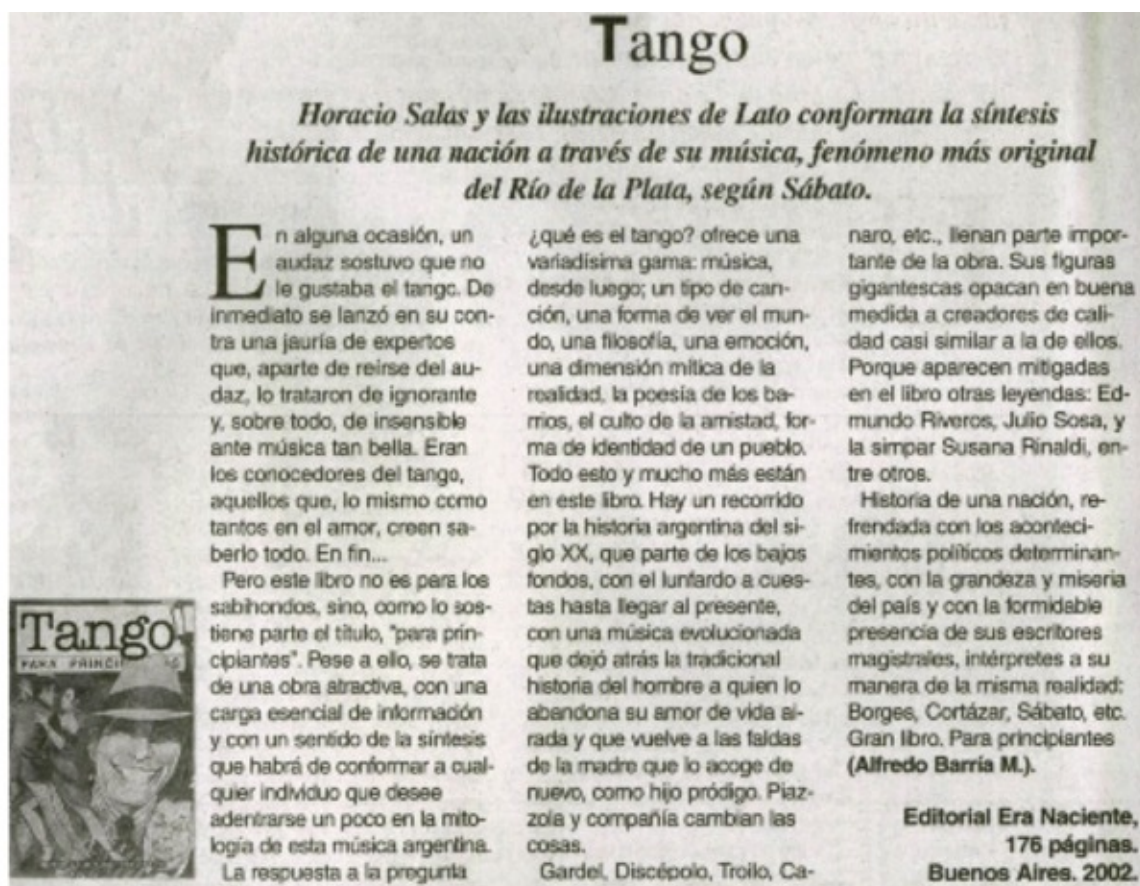 Tango
Horacio Salas y las ilustraciones de Lato conforman la síntesis
histórica de una nación a través de su música, fenómeno más original
del Río de la Plata, según Sábato.
En alguna ocasión, un
audaz sostuvo que no
le gustaba el tango. De
inmediato se lanzó en su con-
tra una jauría de expertos
que, aparte de reirse del au-
daz, lo trataron de ignorante
y, sobre todo, de insensible
ante música tan bella. Eran
los conocedores del tango,
aquellos que, lo mismo como
tantos en el amor, creen sa-
berlo todo. En fin...
Pero este libro no es para los
sabihondos, sino, como lo sos-
tiene parte el título, "para prin-
cipiantes". Pese a ello, se trata
de una obra atractiva, con una
carga esencial de información
y con un sentido de la síntesis
que habrá de conformar a cual-
quier individuo que desee
adentrarse un poco en la mito-
logía de esta música argentina.
La respuesta a la pregunta
¿qué es el tango? ofrece una
variadísima gama: música,
desde luego; un tipo de can-
ción, una forma de ver el mun-
do, una filosofía, una emoción,
una dimensión mítica de la
realidad, la poesía de los ba-
rrios, el culto de la amistad, for-
ma de identidad de un pueblo.
Todo esto y mucho más están
en este libro. Hay un recorrido
por la historia argentina del si-
glo XX, que parte de los bajos
fondos, con el lunfardo a cues-
tas hasta llegar al presente,
con una música evolucionada
que dejó atrás la tradicional
historia del hombre a quien lo
abandona su amor de vida ai-
rada y que vuelve a las faldas
de la madre que lo acoge de
nuevo, como hijo pródigo. Piaz-
zola y compañía cambian las
cosas.
Gardel, Discépolo, Troilo, Ca-
naro, etc., llenan parte impor-
tante de la obra. Sus figuras
gigantescas opacan en buena
medida a creadores de cali-
dad casi similar a la de ellos.
Porque aparecen mitigadas
en el libro otras leyendas: Ed-
mundo Riveros, Julio Sosa, y
la simpar Susana Rinaldi, en-
tre otros.
Historia de una nación, re-
frendada con los aconteci-
mientos políticos determinan-
tes, con la grandeza y miseria
del país y con la formidable
presencia de sus escritores
magistrales, intérpretes a su
manera de la misma realidad:
Borges, Cortázar, Sábato, etc.
Gran libro. Para principiantes
(Alfredo Barría M.).
Editorial Era Naciente,
176 páginas.
Buenos Aires. 2002.
Tango
PARA